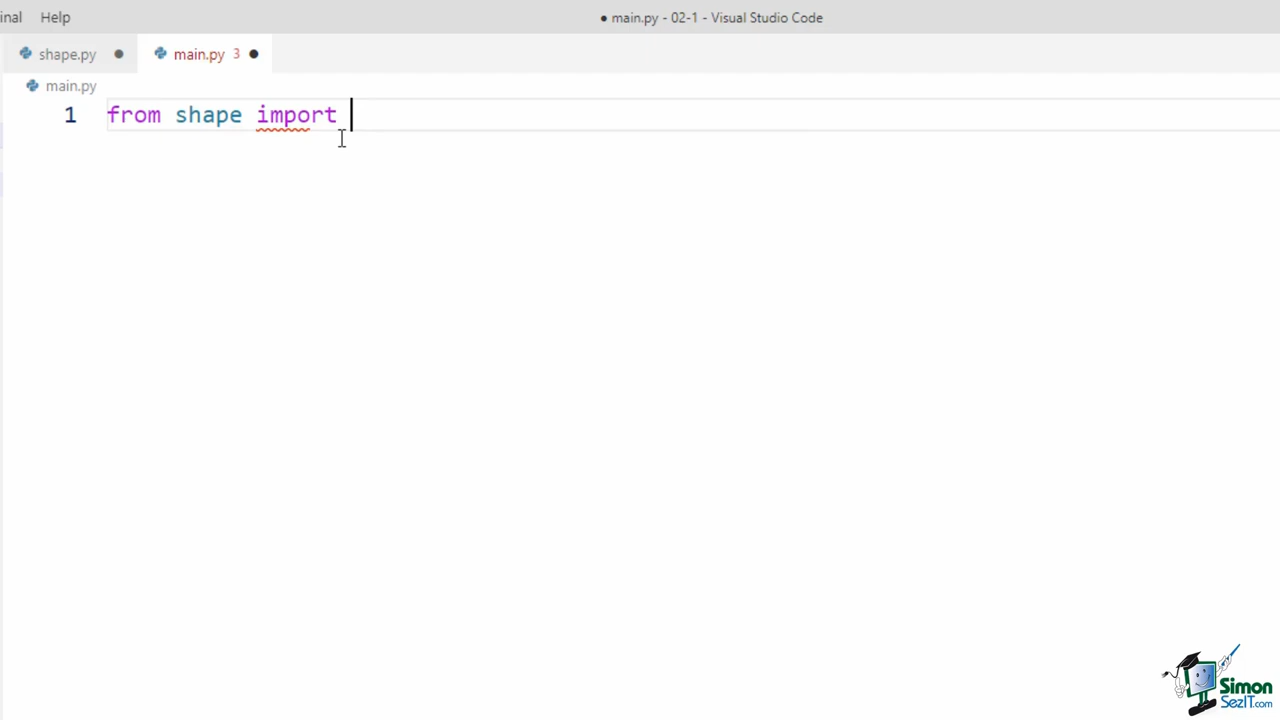 inal Help ● main.py - 02-1 - Visual Studio Code
shape.py ● main.py 3 ●
main.py
1 from shape import
Simon
SezIT.com